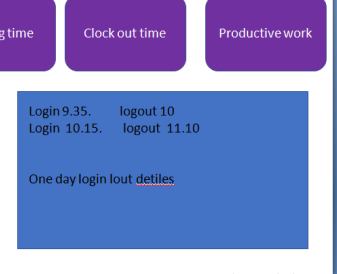 g time
Clock out time
Productive work
Login 9.35. logout 10
Login 10.15. logout 11.10
One day login lout detiles